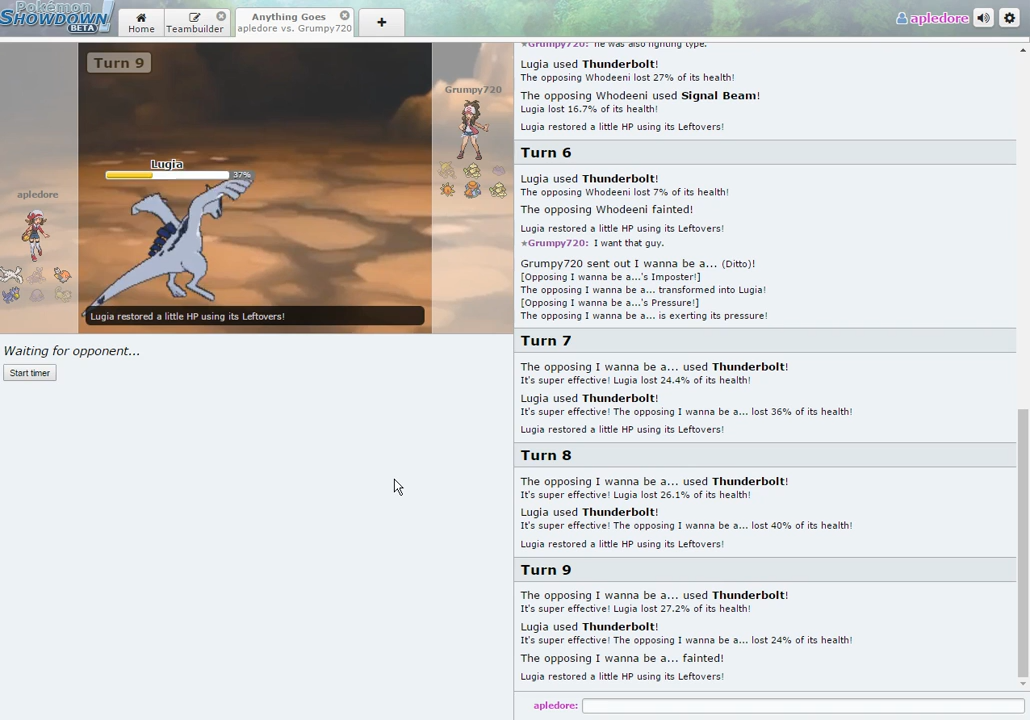 Pokémon
SHOWDOWN!
BETA
Home
Teambuilder
Anything Goes
apledore vs. Grumpy720
+
apledore
Turn 9
Grumpy720
Lugia
37%
apledore
Lugia restored a little HP using its Leftovers!
Waiting for opponent...
Start timer
★Grumpy720: he was also fighting type.
Lugia used Thunderbolt!
The opposing Whodeeni lost 27% of its health!
The opposing Whodeeni used Signal Beam!
Lugia lost 16.7% of its health!
Lugia restored a little HP using its Leftovers!
Turn 6
Lugia used Thunderbolt!
The opposing Whodeeni lost 7% of its health!
The opposing Whodeeni fainted!
Lugia restored a little HP using its Leftovers!
★Grumpy720: I want that guy.
Grumpy720 sent out I wanna be a... (Ditto)!
[Opposing I wanna be a...'s Imposter!]
The opposing I wanna be a... transformed into Lugia!
[Opposing I wanna be a...'s Pressure!]
The opposing I wanna be a... is exerting its pressure!
Turn 7
The opposing I wanna be a... used Thunderbolt!
It's super effective! Lugia lost 24.4% of its health!
Lugia used Thunderbolt!
It's super effective! The opposing I wanna be a... lost 36% of its health!
Lugia restored a little HP using its Leftovers!
Turn 8
The opposing I wanna be a... used Thunderbolt!
It's super effective! Lugia lost 26.1% of its health!
Lugia used Thunderbolt!
It's super effective! The opposing I wanna be a... lost 40% of its health!
Lugia restored a little HP using its Leftovers!
Turn 9
The opposing I wanna be a... used Thunderbolt!
It's super effective! Lugia lost 27.2% of its health!
Lugia used Thunderbolt!
It's super effective! The opposing I wanna be a... lost 24% of its health!
The opposing I wanna be a... fainted!
Lugia restored a little HP using its Leftovers!
apledore: